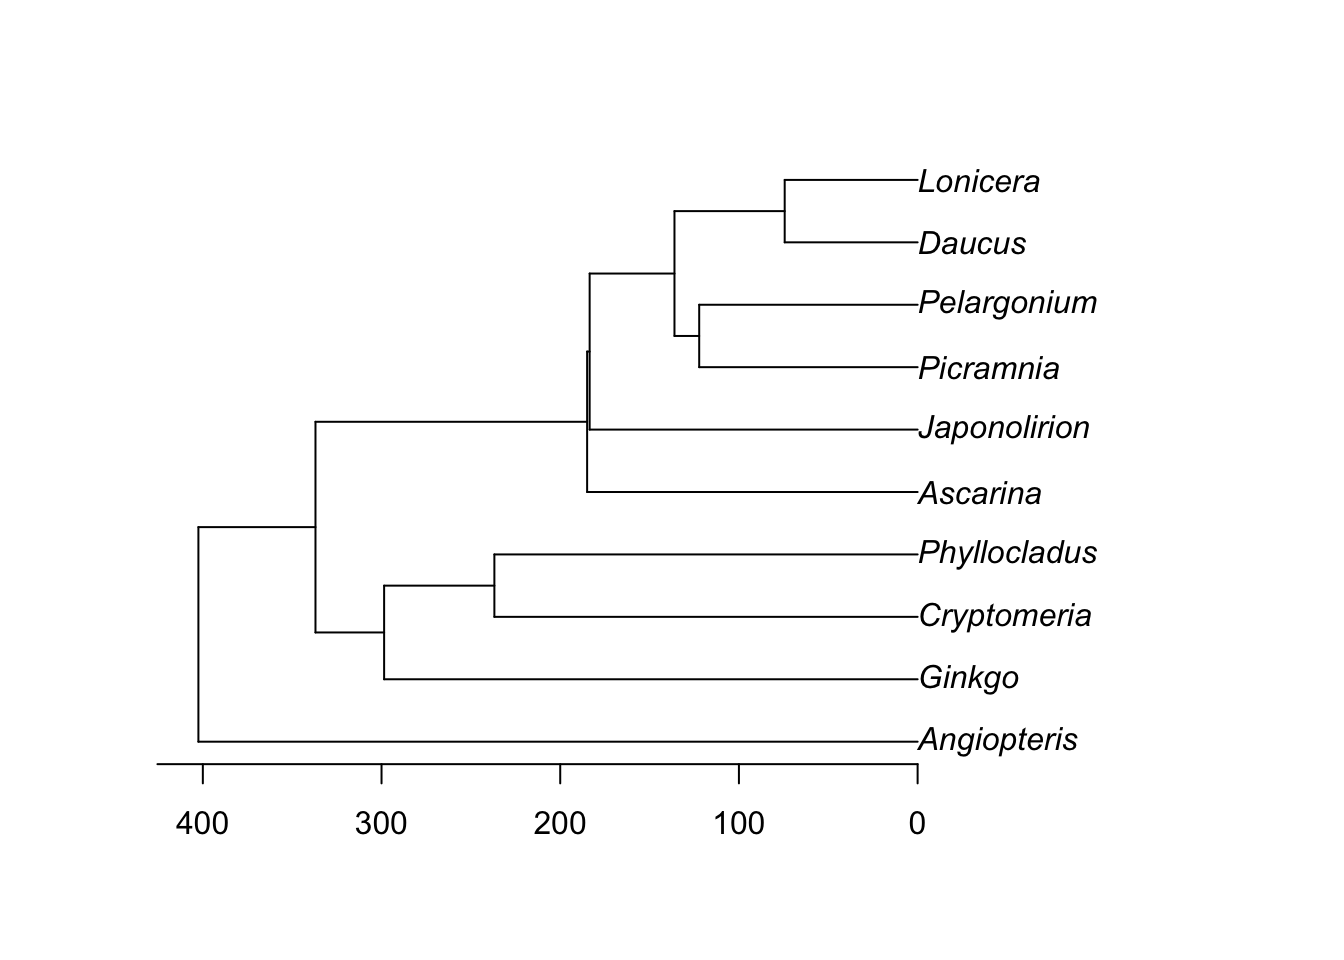 Lonicera
Daucus
Pelargonium
Picramnia
Japonolirion
Ascarina
Phyllocladus
Cryptomeria
Ginkgo
Angiopteris
400 300 200 100 0